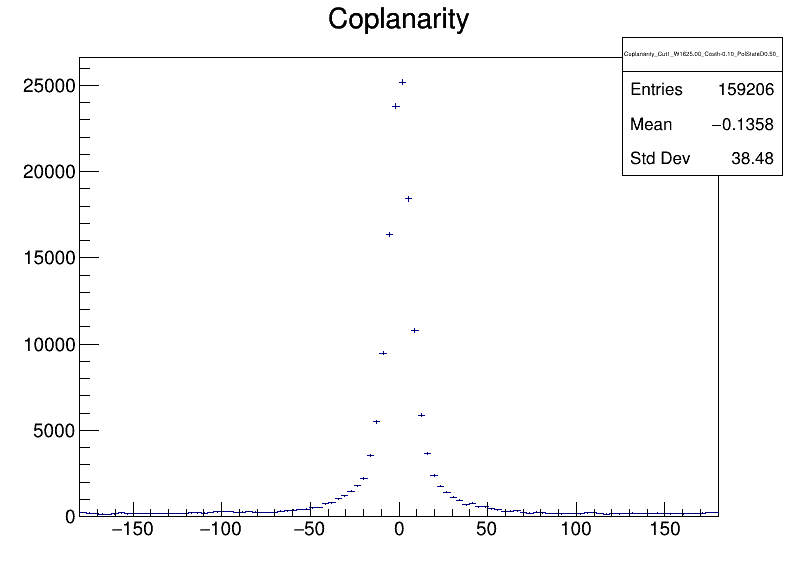 Coplanarity
Coplanarity_Cut1_W1625.00_Costh-0.10_PolStateD0.50_
Entries 159206
Mean −0.1358
Std Dev 38.48
25000
20000
15000
10000
5000
0
−150 −100 −50 0 50 100 150